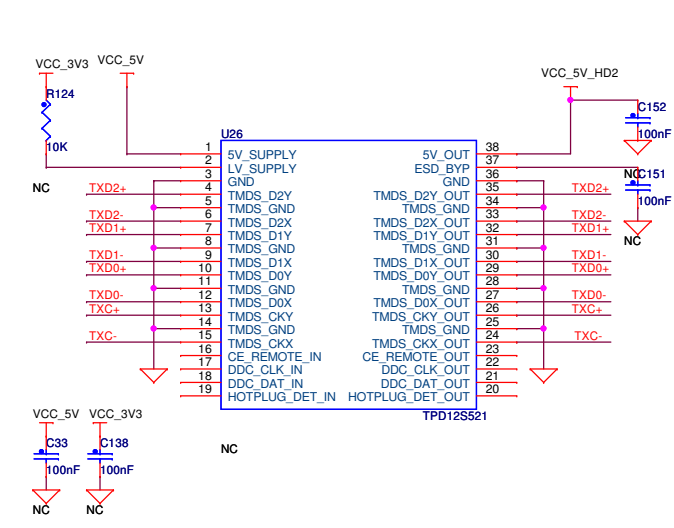 VCC_3V3 VCC_5V VCC_5V_HD2
R124
C152
10K 100nF
U26
1 5V_SUPPLY 5V_OUT 38
2 LV_SUPPLY ESD_BYP 37
3 GND GND 36
NC C151
NC
TXD2+ 4 TMDS_D2Y TMDS_D2Y_OUT 35 TXD2+
100nF
5 TMDS_GND TMDS_GND 34
TXD2- 6 TMDS_D2X TMDS_D2X_OUT 33 TXD2-
TXD1+ 7 TMDS_D1Y TMDS_D1Y_OUT 32 TXD1+
NC
8 TMDS_GND TMDS_GND 31
TXD1- 9 TMDS_D1X TMDS_D1X_OUT 30 TXD1-
TXD0+ 10 TMDS_D0Y TMDS_D0Y_OUT 29 TXD0+
11 TMDS_GND TMDS_GND 28
TXD0- 12 TMDS_D0X TMDS_D0X_OUT 27 TXD0-
TXC+ 13 TMDS_CKY TMDS_CKY_OUT 26 TXC+
14 TMDS_GND TMDS_GND 25
TXC- 15 TMDS_CKX TMDS_CKX_OUT 24 TXC-
16 CE_REMOTE_IN CE_REMOTE_OUT 23
17 DDC_CLK_IN DDC_CLK_OUT 22
18 DDC_DAT_IN DDC_DAT_OUT 21
19 HOTPLUG_DET_IN HOTPLUG_DET_OUT 20
TPD12S521
VCC_5V VCC_3V3
C33 C138
NC
100nF 100nF
NC NC